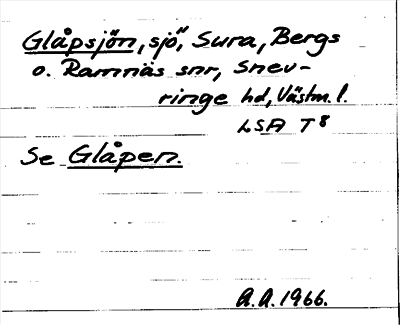 Glåpsjön, sjö, Sura, Bergs
o. Ramnäs snr, Snev-
ringe hd, Västm. l.
LSA T8
Se Glåpen.
A.A. 1966.